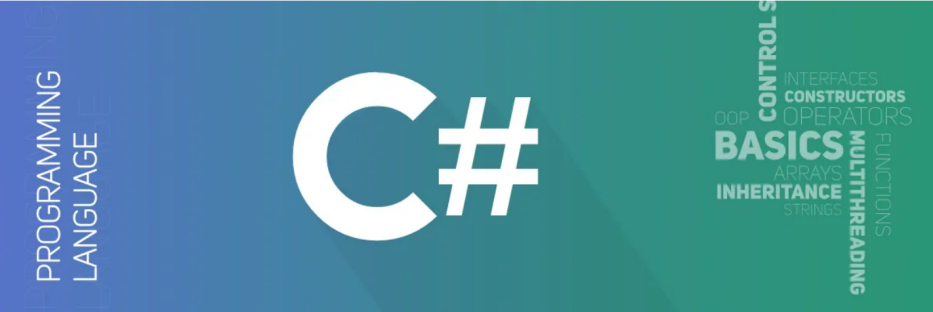 PROGRAMMING
LANGUAGE
C#
CONTROL S
INTERFACES
CONSTRUCTORS
OOP
OPERATORS
BASICS
ARRAYS
INHERITANCE
STRINGS
MULTITHREADING
FUNCTIONS